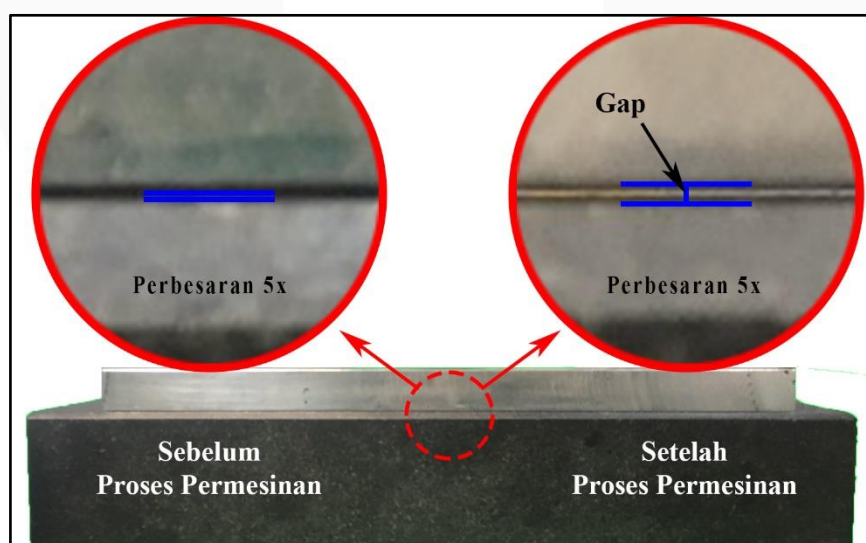 Gap
Perbesaran 5x
Perbesaran 5x
Sebelum
Proses Permesinan
Setelah
Proses Permesinan